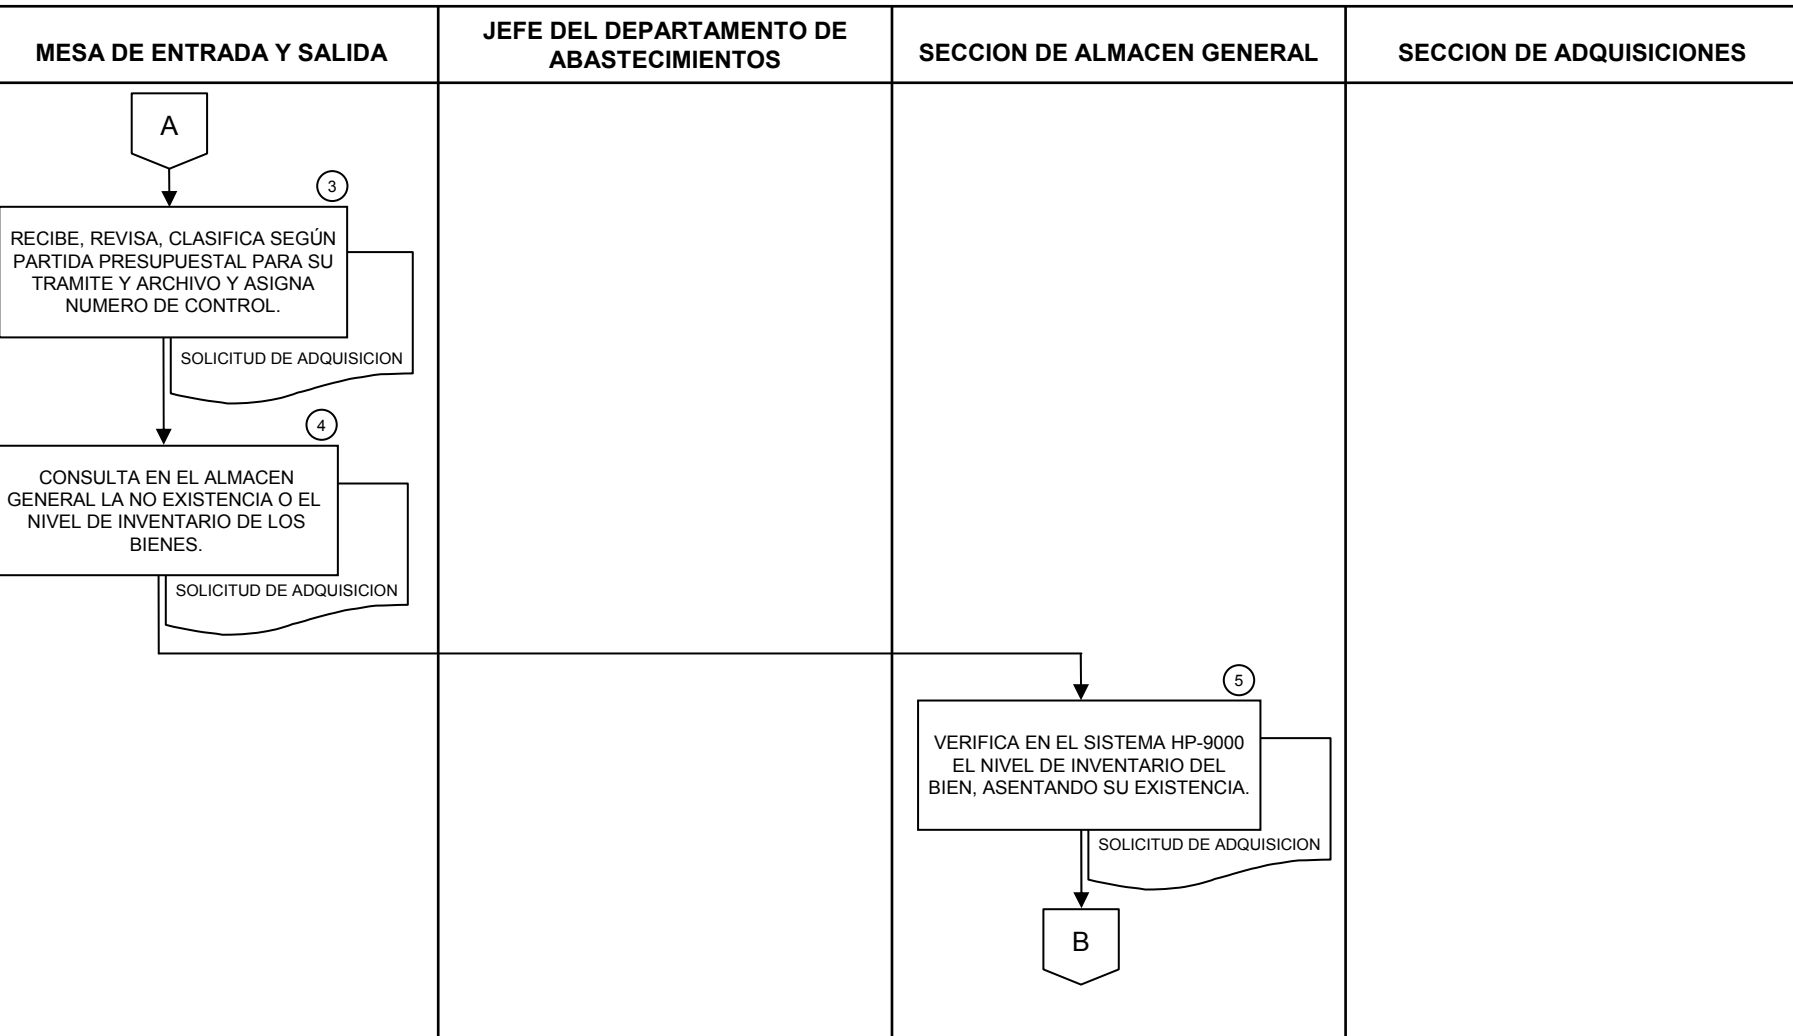 MESA DE ENTRADA Y SALIDA
JEFE DEL DEPARTAMENTO DE
ABASTECIMIENTOS
SECCION DE ALMACEN GENERAL
SECCION DE ADQUISICIONES
A
3
RECIBE, REVISA, CLASIFICA SEGÚN
PARTIDA PRESUPUESTAL PARA SU
TRAMITE Y ARCHIVO Y ASIGNA
NUMERO DE CONTROL.
SOLICITUD DE ADQUISICION
4
CONSULTA EN EL ALMACEN
GENERAL LA NO EXISTENCIA O EL
NIVEL DE INVENTARIO DE LOS
BIENES.
SOLICITUD DE ADQUISICION
5
VERIFICA EN EL SISTEMA HP-9000
EL NIVEL DE INVENTARIO DEL
BIEN, ASENTANDO SU EXISTENCIA.
SOLICITUD DE ADQUISICION
B